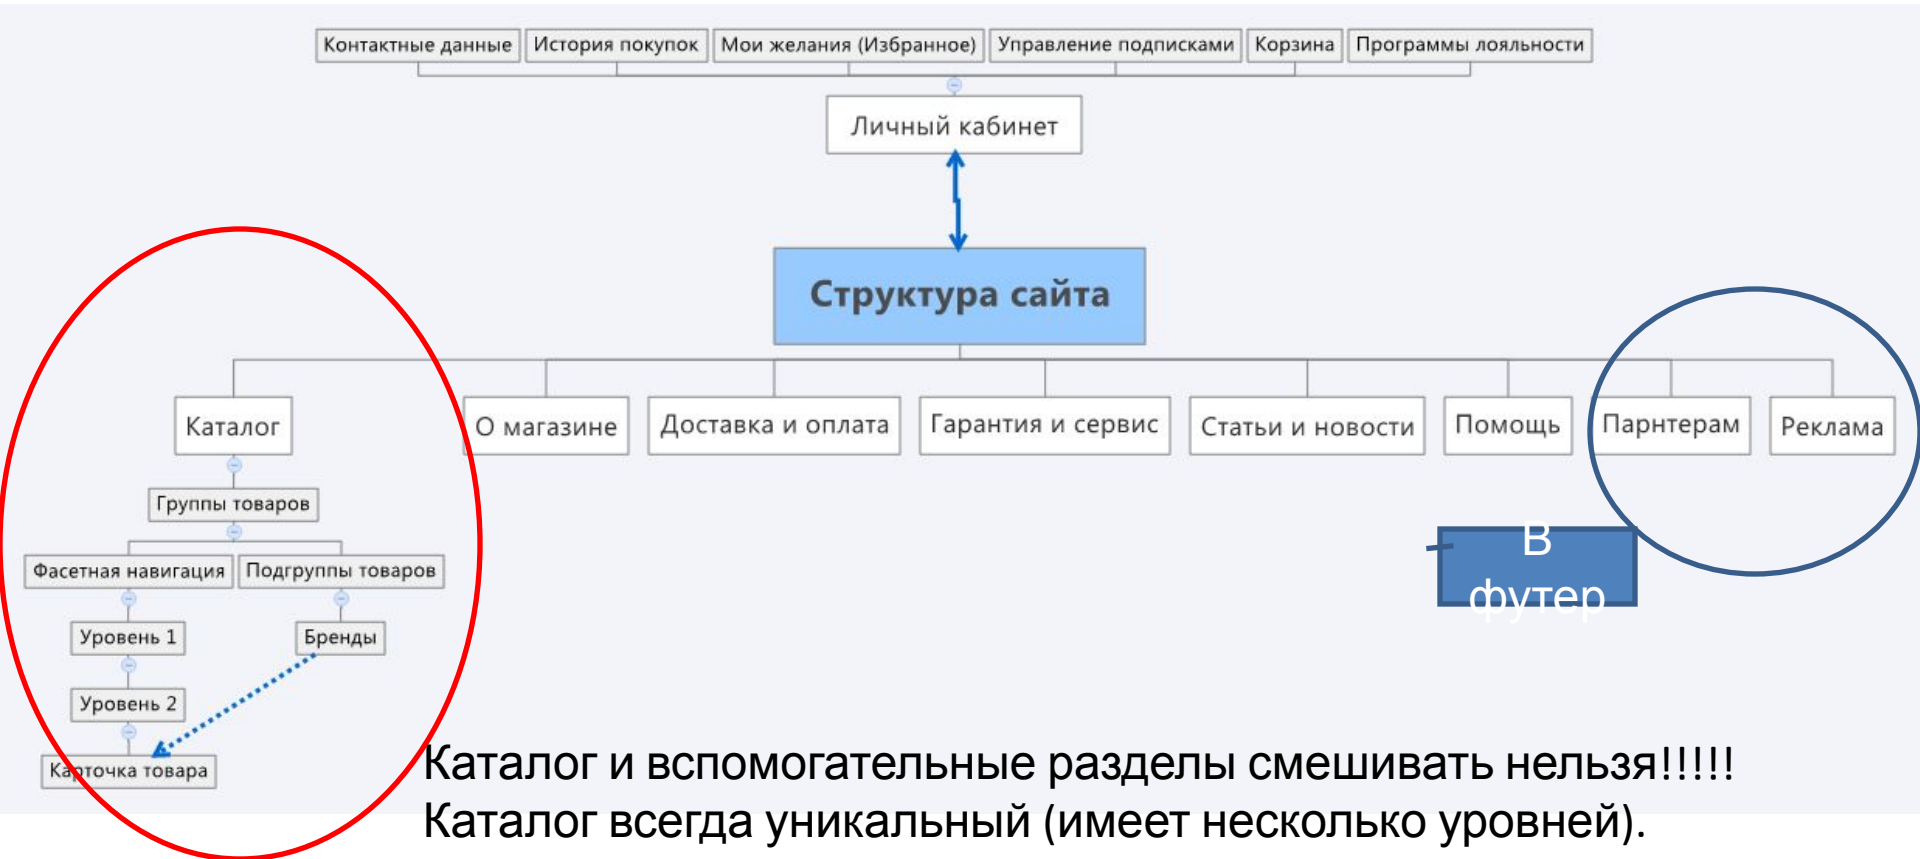 Контактные данные
История покупок
Мои желания (Избранное)
Управление подписками
Корзина
Программы лояльности
Личный кабинет
Структура сайта
Каталог
О магазине
Доставка и оплата
Гарантия и сервис
Статьи и новости
Помощь
Парнтерам
Реклама
Группы товаров
Фасетная навигация
Подгруппы товаров
Уровень 1
Бренды
Уровень 2
Карточка товара
В
футер
Каталог и вспомогательные разделы смешивать нельзя!!!!!
Каталог всегда уникальный (имеет несколько уровней).